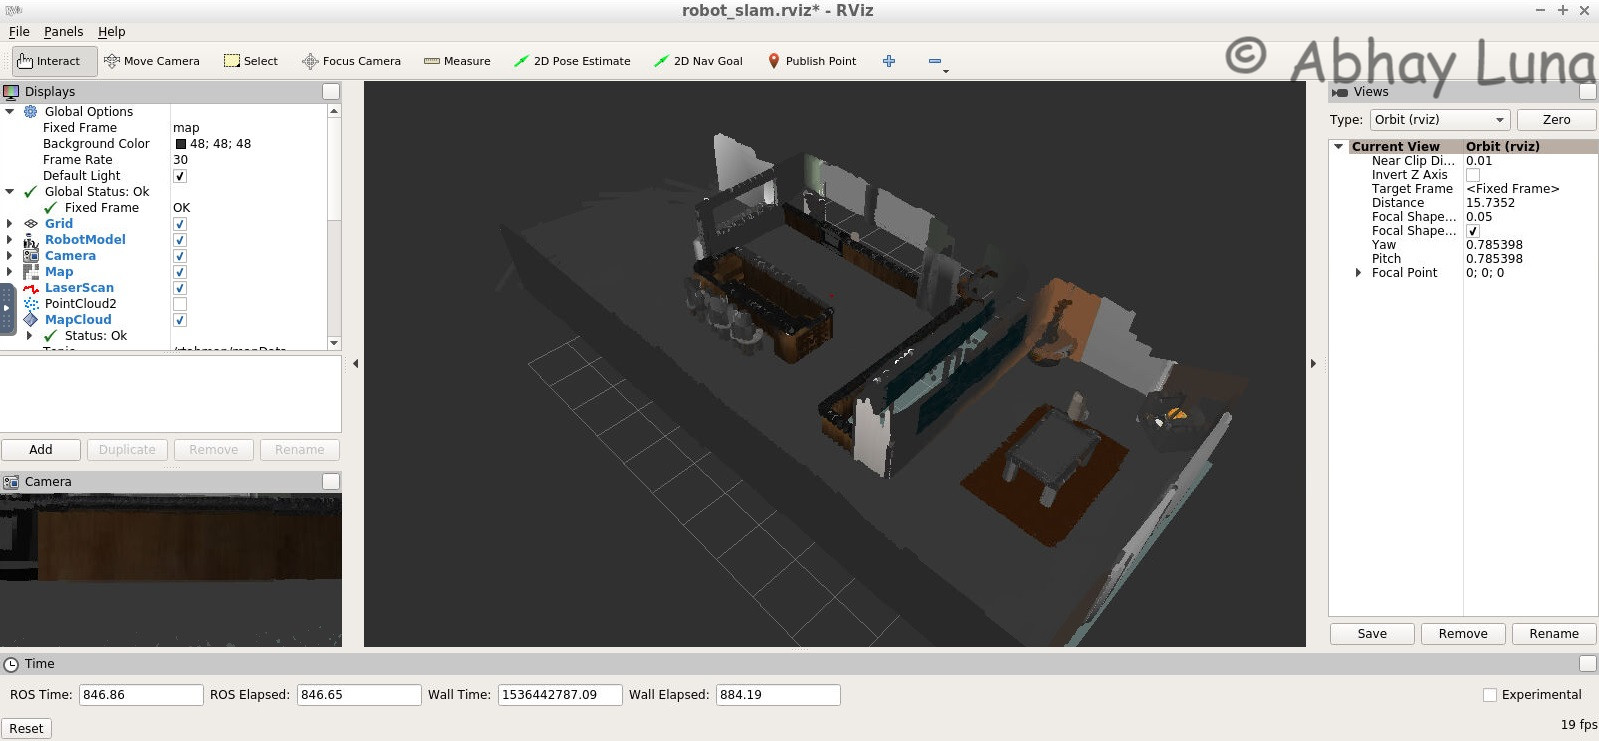 robot_slam.rviz* - RViz
File Panels Help
Interact Move Camera Select Focus Camera Measure 2D Pose Estimate 2D Nav Goal Publish Point
© Abhay Luna
Displays
Global Options
Fixed Frame map
Background Color 48; 48; 48
Frame Rate 30
Default Light
Global Status: Ok
Fixed Frame OK
Grid
RobotModel
Camera
Map
LaserScan
PointCloud2
MapCloud
Status: Ok
Add Duplicate Remove Rename
Camera
Views
Type: Orbit (rviz) Zero
Current View Orbit (rviz)
Near Clip Di... 0.01
Invert Z Axis
Target Frame <Fixed Frame>
Distance 15.7352
Focal Shape... 0.05
Focal Shape...
Yaw 0.785398
Pitch 0.785398
Focal Point 0; 0; 0
Save Remove Rename
Time
ROS Time: 846.86 ROS Elapsed: 846.65 Wall Time: 1536442787.09 Wall Elapsed: 884.19 Experimental
Reset 19 fps